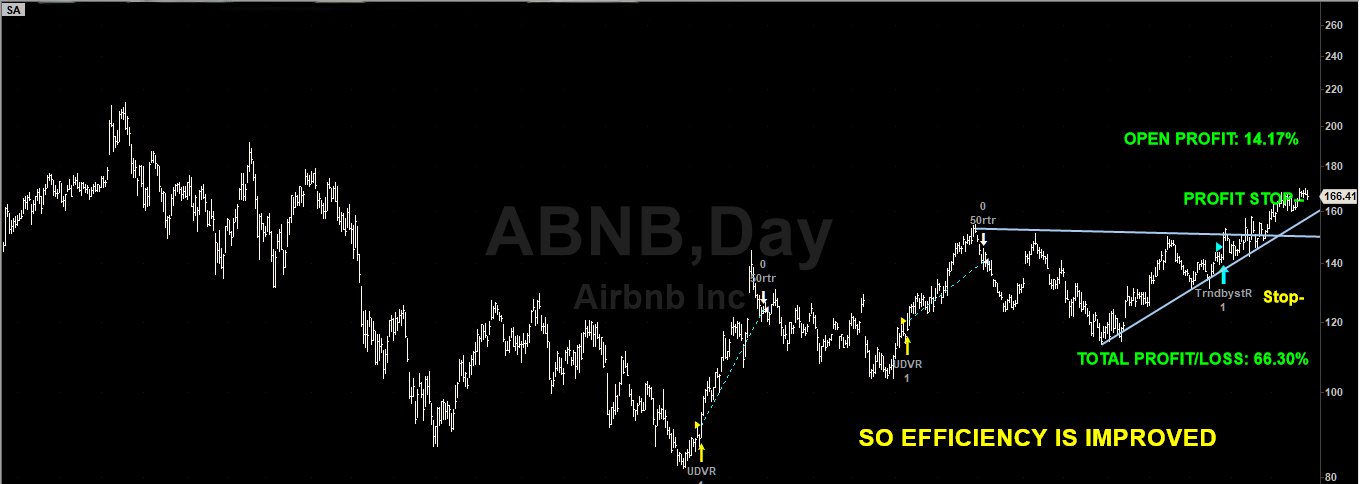 SA
260
240
220
200
OPEN PROFIT: 14.17%
180
PROFIT STOP-
166.41
160
ABNB,Day
Airbnb Inc
0
50rtr
0
50rtr
140
TrndbystR
1
Stop-
120
UDVR
1
TOTAL PROFIT/LOSS: 66.30%
100
SO EFFICIENCY IS IMPROVED
UDVR
80